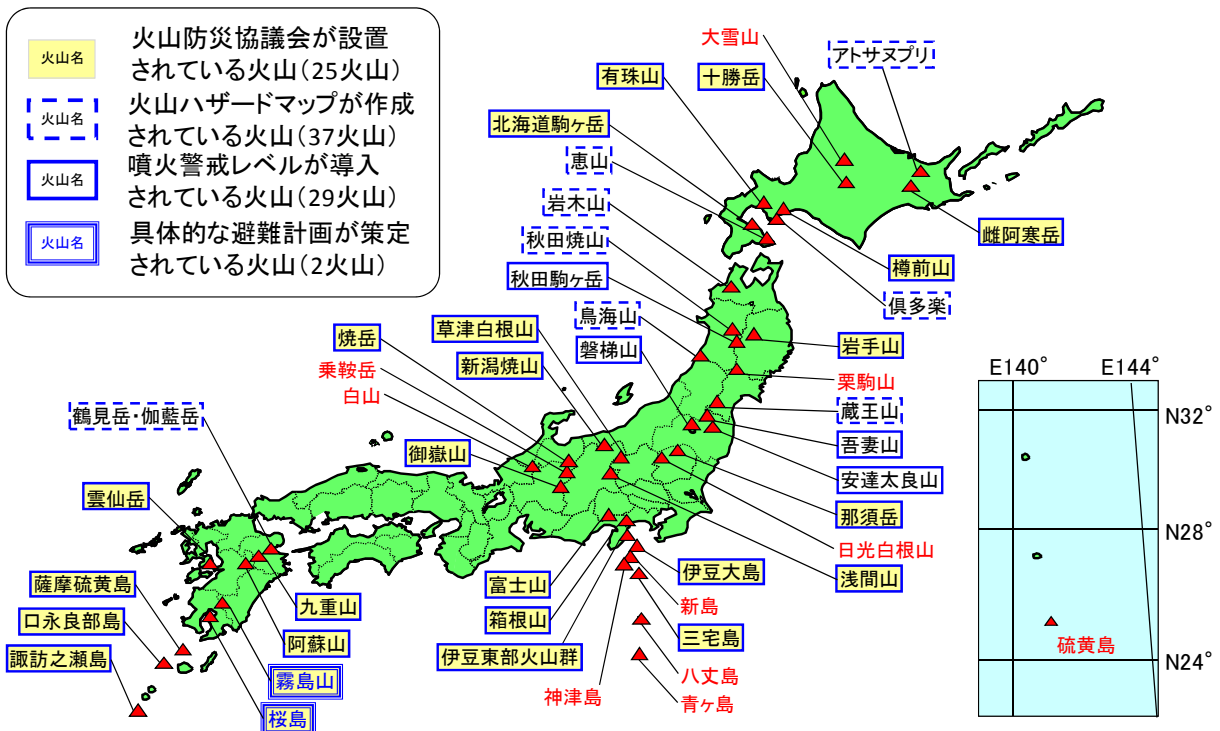 火山名
火山防災協議会が設置
されている火山(25火山)
火山名
火山ハザードマップが作成
されている火山(37火山)
火山名
噴火警戒レベルが導入
されている火山(29火山)
火山名
具体的な避難計画が策定
されている火山(2火山)
大雪山
アトサヌプリ
有珠山
十勝岳
北海道駒ヶ岳
恵山
岩木山
秋田焼山
秋田駒ヶ岳
鳥海山
磐梯山
雌阿寒岳
樽前山
倶多楽
岩手山
栗駒山
蔵王山
吾妻山
安達太良山
那須岳
日光白根山
浅間山
草津白根山
焼岳
新潟焼山
乗鞍岳
白山
鶴見岳・伽藍岳
御嶽山
雲仙岳
薩摩硫黄島
口永良部島
諏訪之瀬島
九重山
阿蘇山
霧島山
桜島
富士山
箱根山
伊豆東部火山群
神津島
伊豆大島
新島
三宅島
八丈島
青ヶ島
E140°
E144°
N32°
N28°
N24°
硫黄島